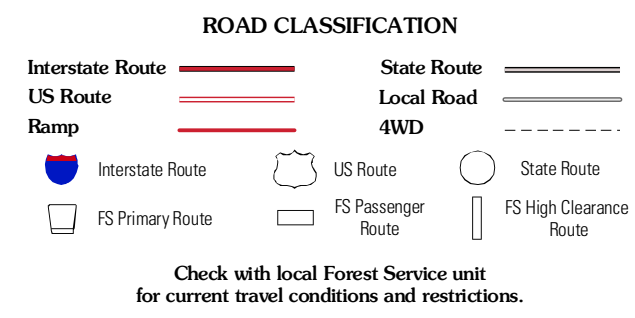 ROAD CLASSIFICATION
Interstate Route
State Route
US Route
Local Road
Ramp
4WD
Interstate Route
US Route
State Route
FS Primary Route
FS Passenger
Route
FS High Clearance
Route
Check with local Forest Service unit
for current travel conditions and restrictions.